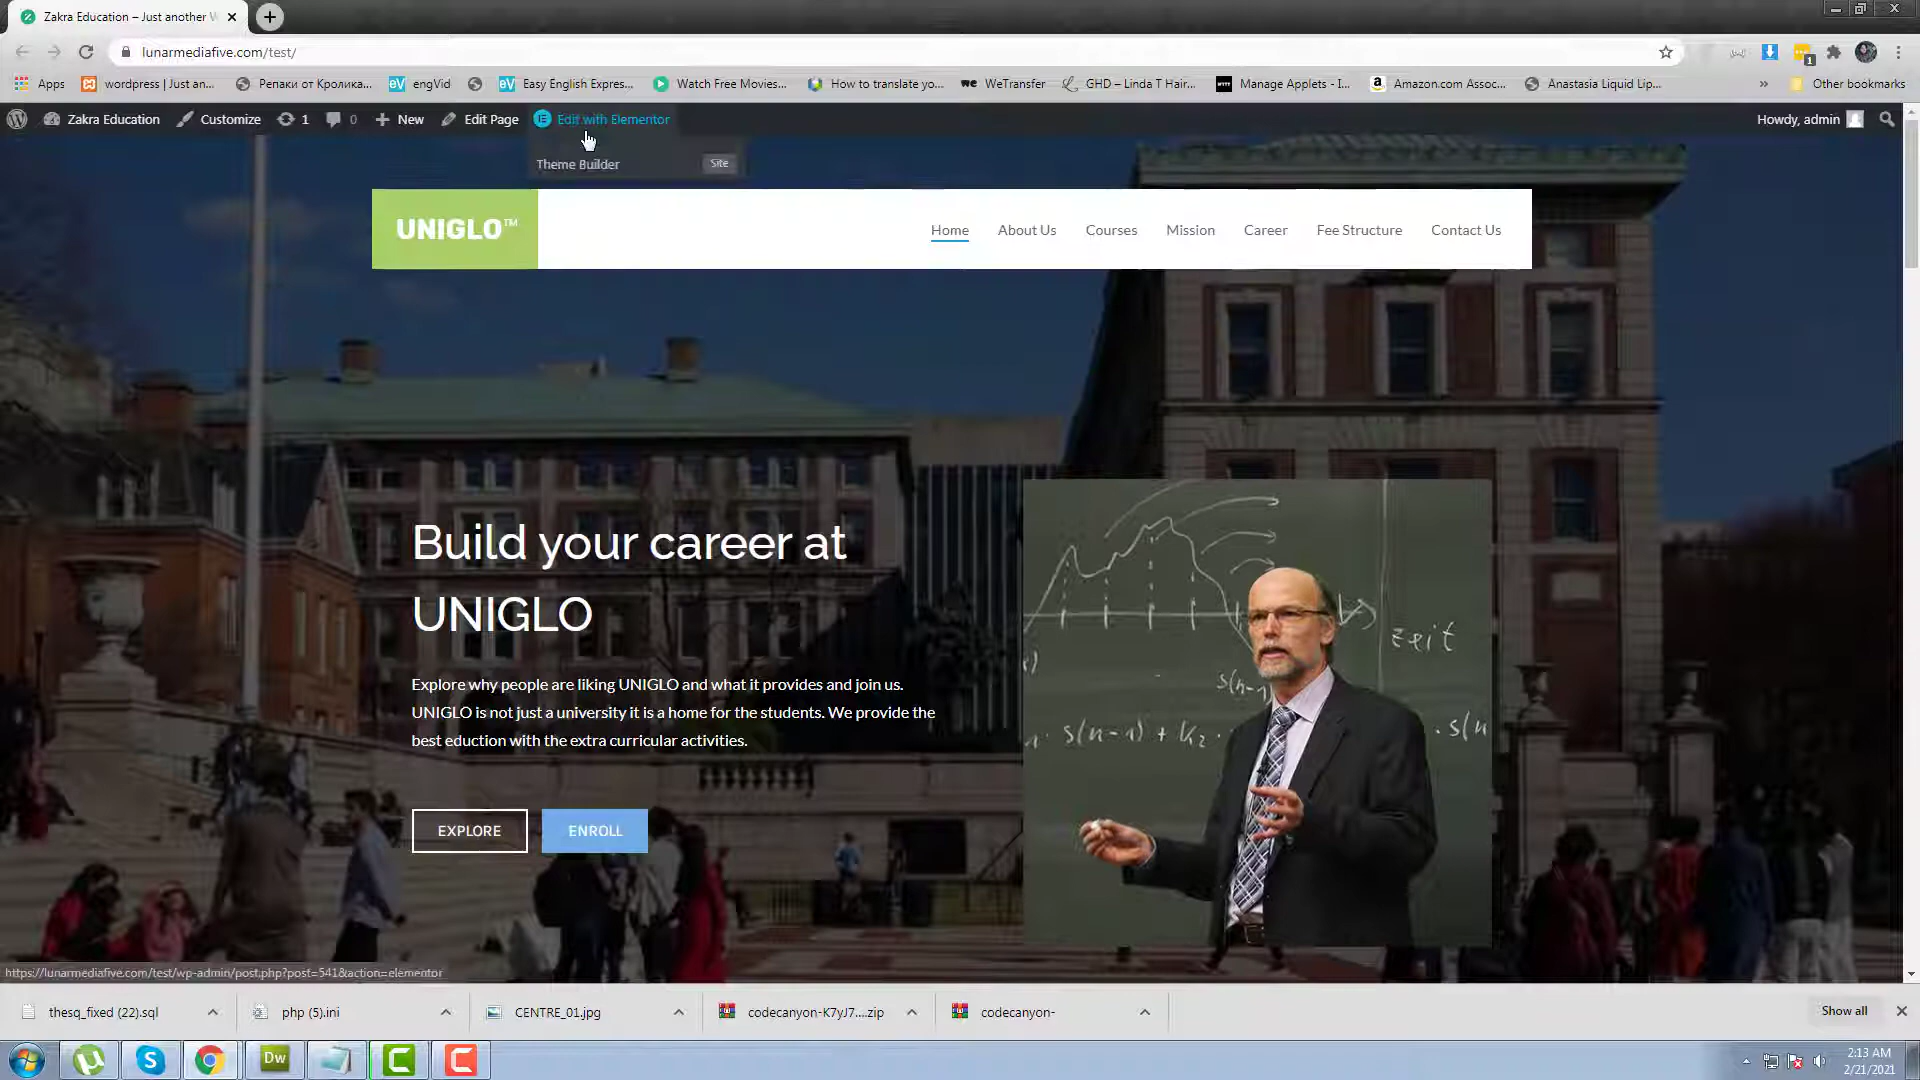 Zakra Education – Just another W
lunarmediafive.com/test/
Apps
wordpress | Just an...
Репаки от Кролика...
engVid
Easy English Expres...
Watch Free Movies...
How to translate yo...
WeTransfer
GHD – Linda T Hair...
Manage Applets - I...
Amazon.com Assoc...
Anastasia Liquid Lip...
»
Other bookmarks
Zakra Education
Customize
1
0
New
Edit Page
Edit with Elementor
Howdy, admin
Theme Builder
Site
UNIGLO™
Home
About Us
Courses
Mission
Career
Fee Structure
Contact Us
Build your career at
UNIGLO
Explore why people are liking UNIGLO and what it provides and join us.
UNIGLO is not just a university it is a home for the students. We provide the
best eduction with the extra curricular activities.
EXPLORE
ENROLL
s(n-1) + k₂
https://lunarmediafive.com/test/wp-admin/post.php?post=541&action=elementor
thesq_fixed (22).sql
php (5).ini
CENTRE_01.jpg
codecanyon-K7yJ7....zip
codecanyon-
Show all
Dw
2:13 AM
2/21/2021